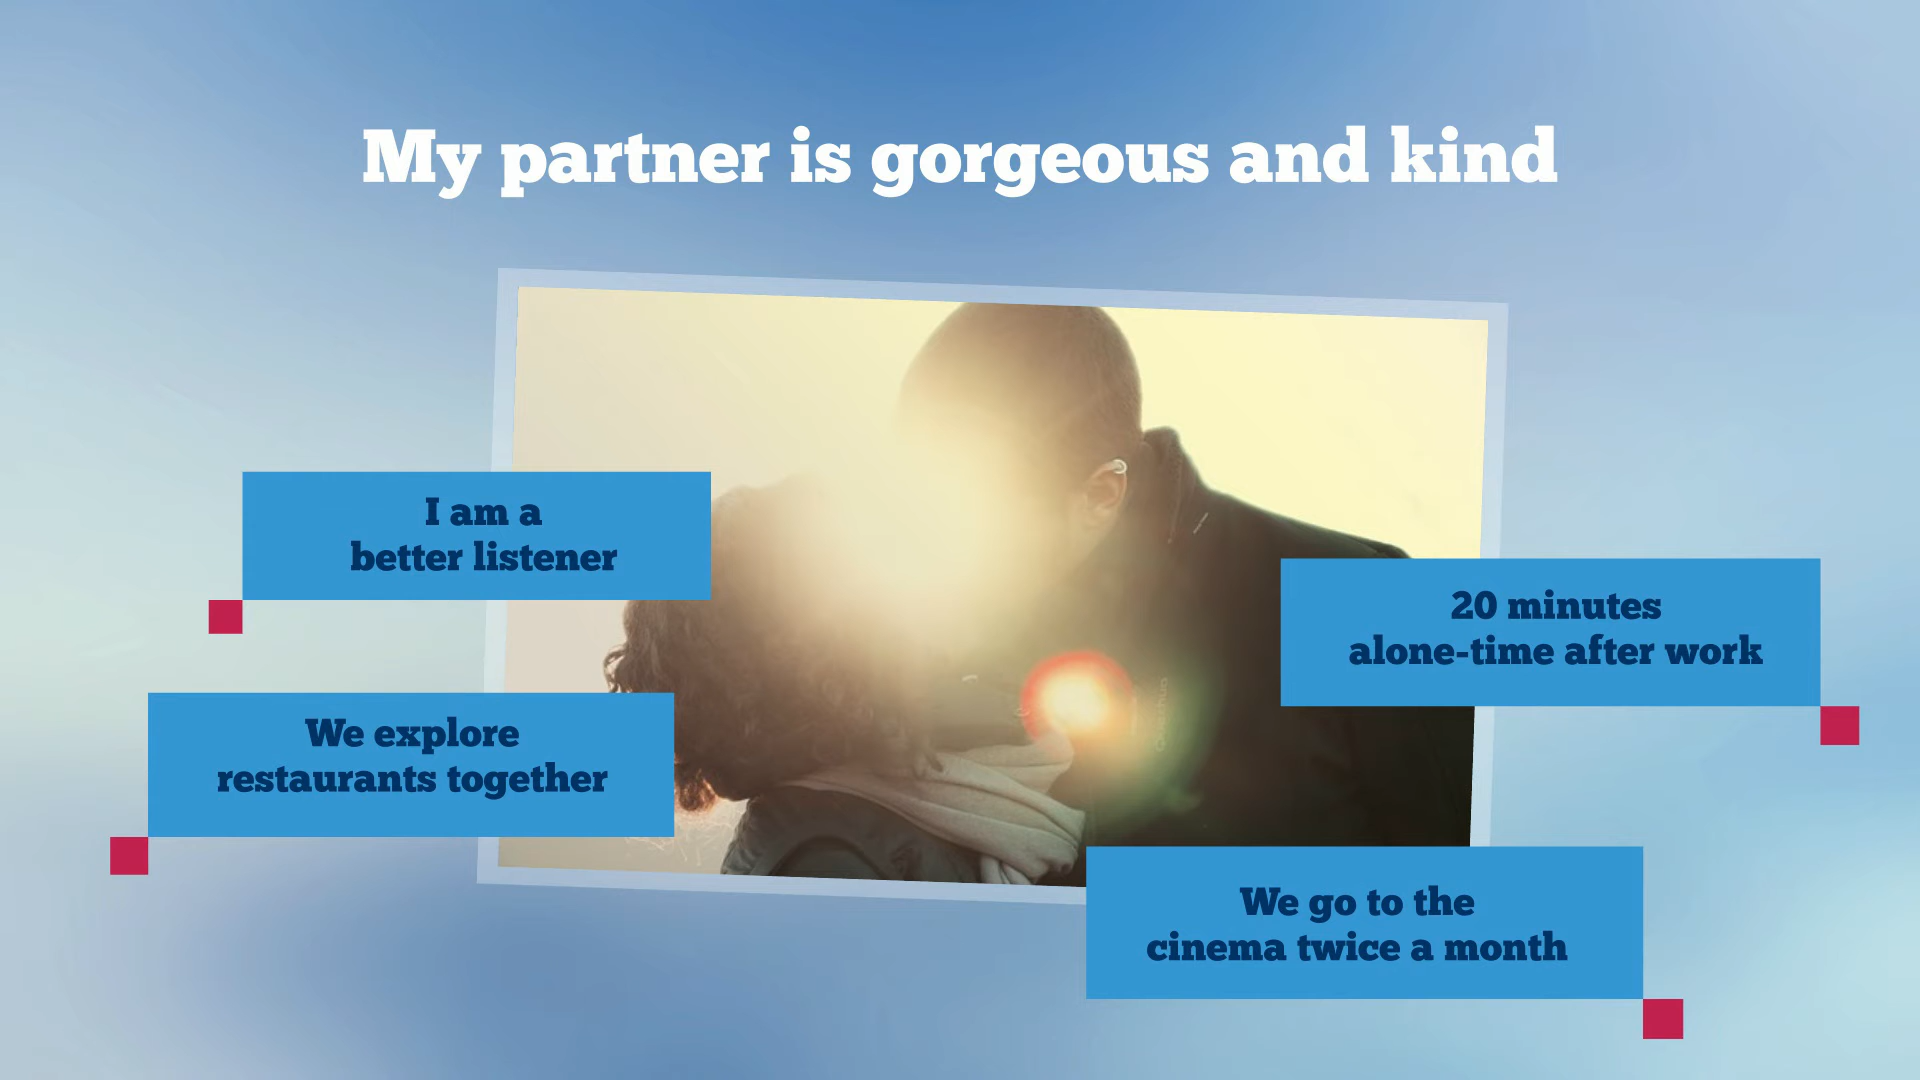 My partner is gorgeous and kind
I am a
better listener
20 minutes
alone-time after work
We explore
restaurants together
We go to the
cinema twice a month